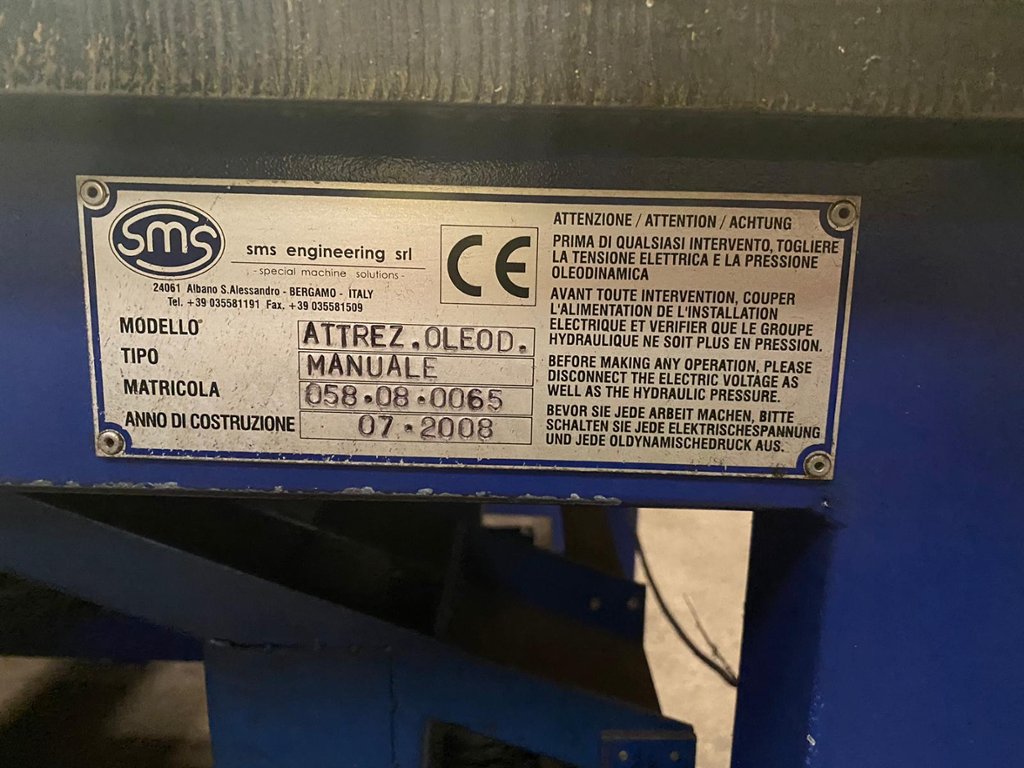 sms
sms engineering srl
- special machine solutions -
24061 Albano S.Alessandro - BERGAMO - ITALY
Tel. +39 035581191 Fax. +39 035581509
CE
MODELLO ATTREZ.OLEOD.
TIPO MANUALE
MATRICOLA 058.08.0065
ANNO DI COSTRUZIONE 07.2008
ATTENZIONE / ATTENTION / ACHTUNG
PRIMA DI QUALSIASI INTERVENTO, TOGLIERE
LA TENSIONE ELETTRICA E LA PRESSIONE
OLEODINAMICA
AVANT TOUTE INTERVENTION, COUPER
L'ALIMENTATION DE L'INSTALLATION
ELECTRIQUE ET VERIFIER QUE LE GROUPE
HYDRAULIQUE NE SOIT PLUS EN PRESSION.
BEFORE MAKING ANY OPERATION, PLEASE
DISCONNECT THE ELECTRIC VOLTAGE AS
WELL AS THE HYDRAULIC PRESSURE.
BEVOR SIE JEDE ARBEIT MACHEN, BITTE
SCHALTEN SIE JEDE ELEKTRISCHESPANNUNG
UND JEDE OLDYNAMISCHEDRUCK AUS.